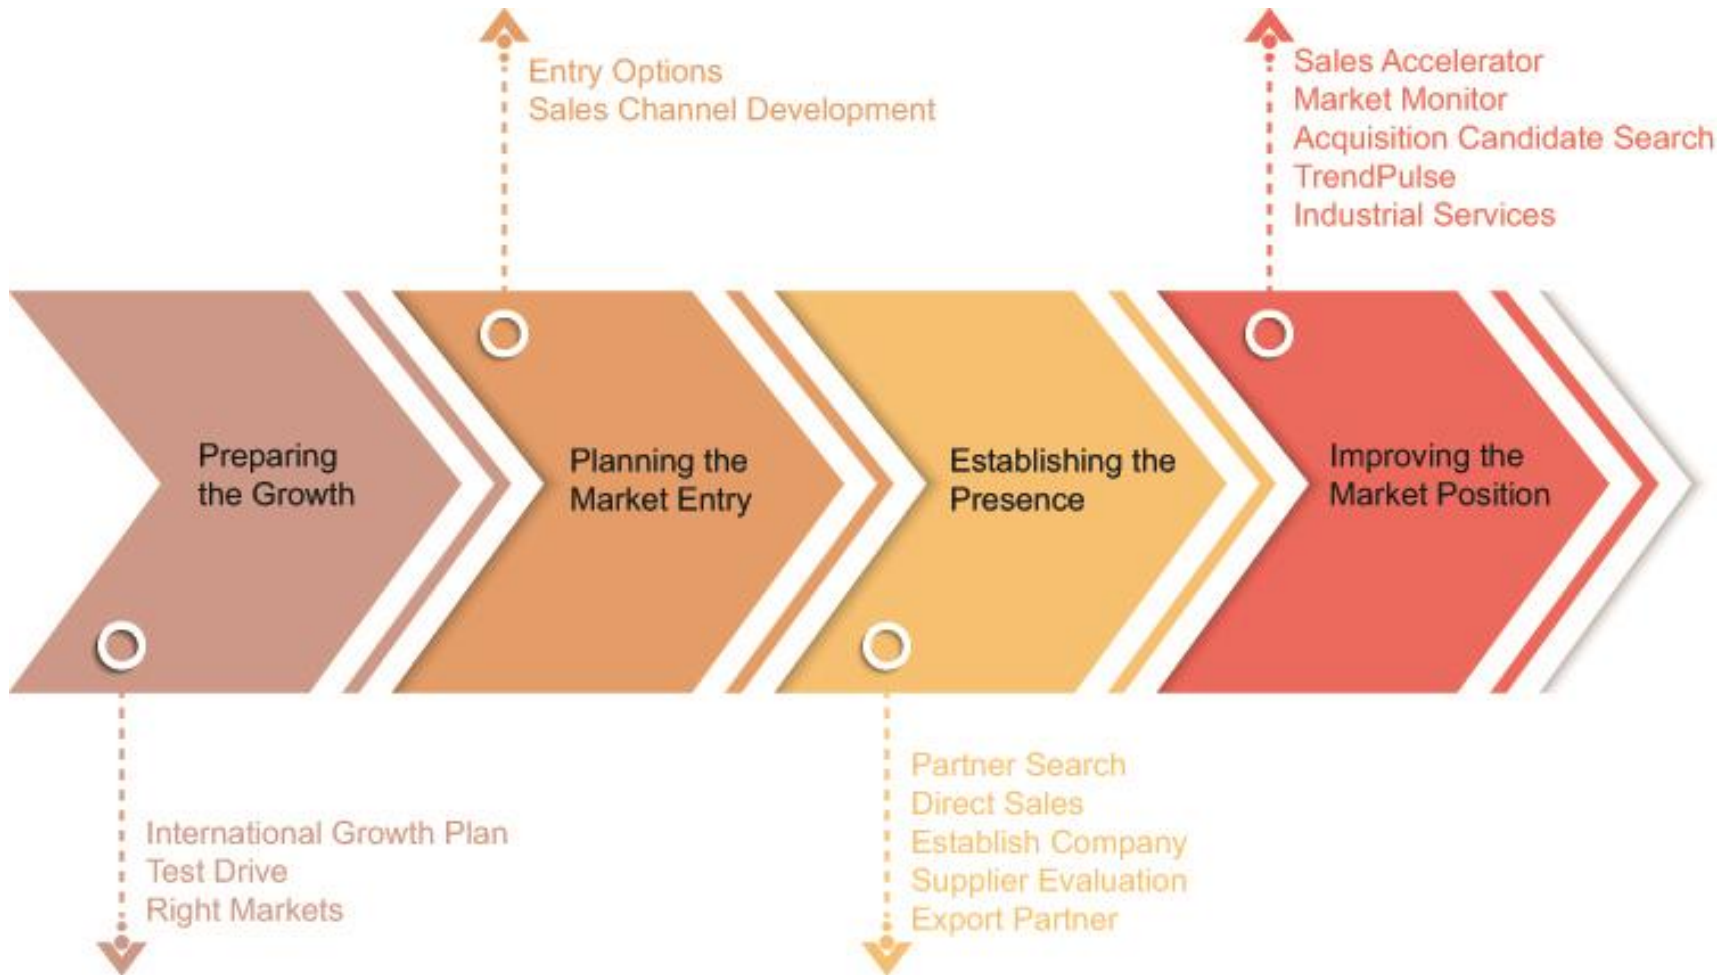 Entry Options
Sales Channel Development
Sales Accelerator
Market Monitor
Acquisition Candidate Search
TrendPulse
Industrial Services
Preparing
the Growth
Planning the
Market Entry
Establishing the
Presence
Improving the
Market Position
International Growth Plan
Test Drive
Right Markets
Partner Search
Direct Sales
Establish Company
Supplier Evaluation
Export Partner